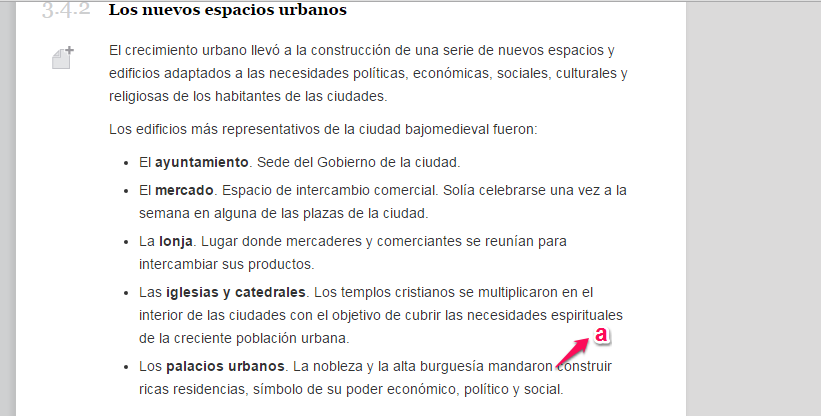 3.4.2 Los nuevos espacios urbanos
El crecimiento urbano llevó a la construcción de una serie de nuevos espacios y
edificios adaptados a las necesidades políticas, económicas, sociales, culturales y
religiosas de los habitantes de las ciudades.
Los edificios más representativos de la ciudad bajomedieval fueron:
• El ayuntamiento. Sede del Gobierno de la ciudad.
• El mercado. Espacio de intercambio comercial. Solía celebrarse una vez a la
semana en alguna de las plazas de la ciudad.
• La lonja. Lugar donde mercaderes y comerciantes se reunían para
intercambiar sus productos.
• Las iglesias y catedrales. Los templos cristianos se multiplicaron en el
interior de las ciudades con el objetivo de cubrir las necesidades espirituales
de la creciente población urbana.
a
• Los palacios urbanos. La nobleza y la alta burguesía mandaron construir
ricas residencias, símbolo de su poder económico, político y social.